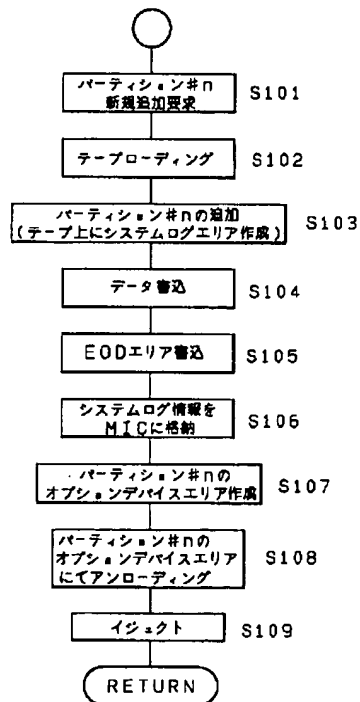 パーティション#n
新規追加要求
S101
テープローディング
S102
パーティション#nの追加
(テープ上にシステムログエリア作成)
S103
データ書込
S104
EODエリア書込
S105
システムログ情報を
MICに格納
S106
パーティション#nの
オプションデバイスエリア作成
S107
パーティション#nの
オプションデバイスエリア
にてアンローディング
S108
イジェクト
S109
RETURN